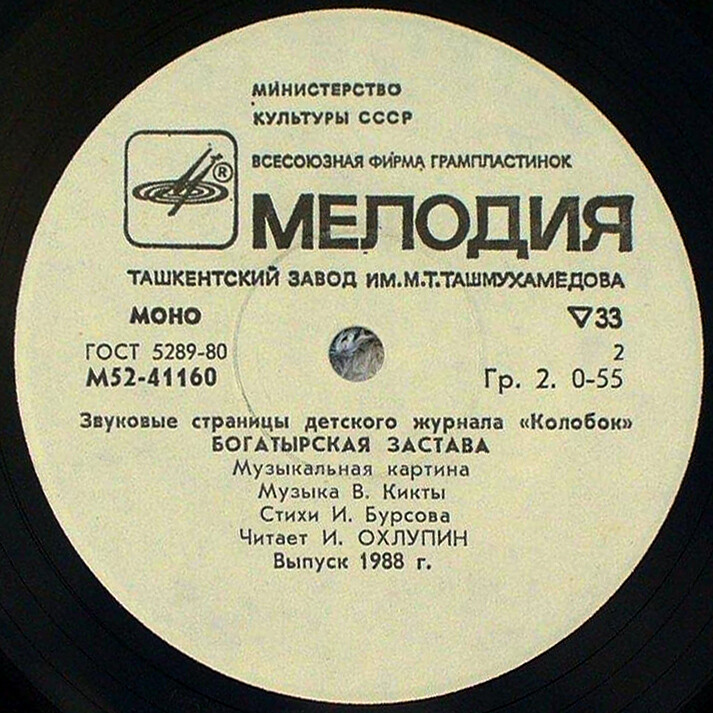 МИНИСТЕРСТВО
КУЛЬТУРЫ СССР
ВСЕСОЮЗНАЯ ФИРМА ГРАМПЛАСТИНОК
®
МЕЛОДИЯ
ТАШКЕНТСКИЙ ЗАВОД ИМ.М.Т.ТАШМУХАМЕДОВА
МОНО ▽33
ГОСТ 5289-80 2
М52-41160 Гр. 2. 0-55
Звуковые страницы детского журнала «Колобок»
БОГАТЫРСКАЯ ЗАСТАВА
Музыкальная картина
Музыка В. Кикты
Стихи И. Бурсова
Читает И. ОХЛУПИН
Выпуск 1988 г.